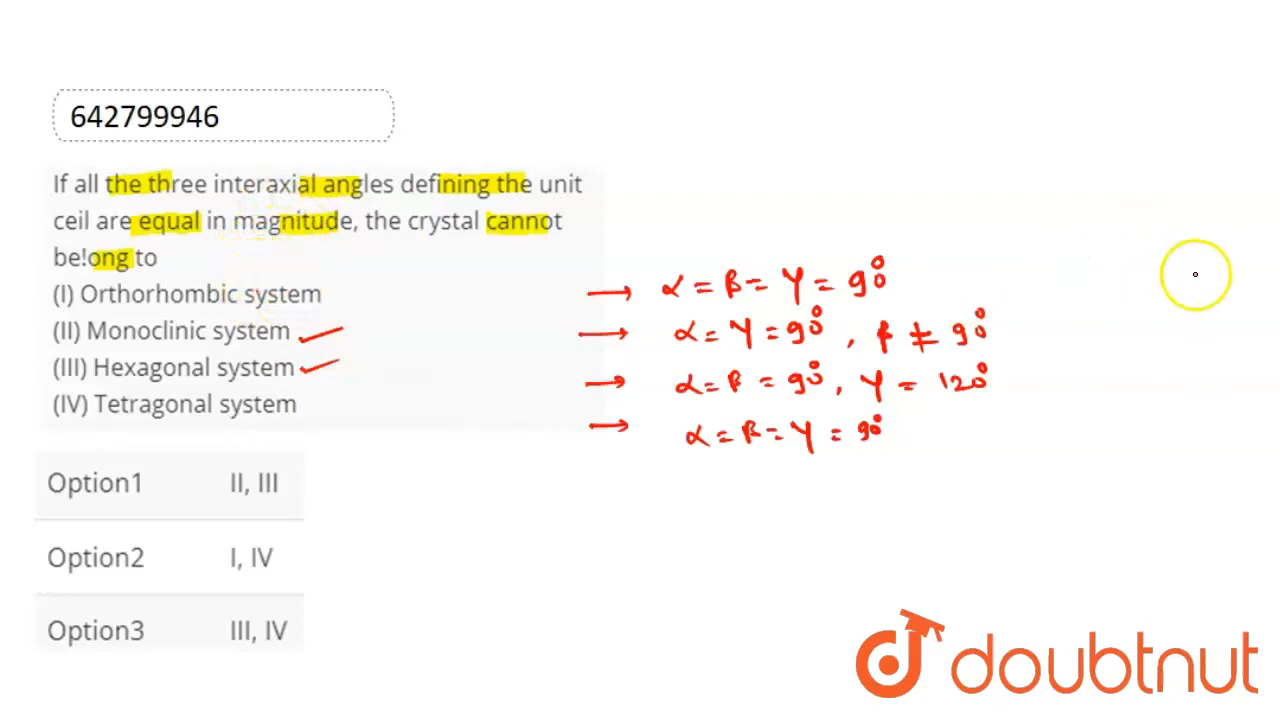 642799946
If all the three interaxial angles defining the unit
ceil are equal in magnitude, the crystal cannot
be!ong to
(I) Orthorhombic system
(II) Monoclinic system
(III) Hexagonal system
(IV) Tetragonal system
→ α = β = γ = 90°
→ α = γ = 90°, β ≠ 90°
→ α = β = 90°, γ = 120°
→ α = β = γ = 90°
Option1 II, III
Option2 I, IV
Option3 III, IV
doubtnut